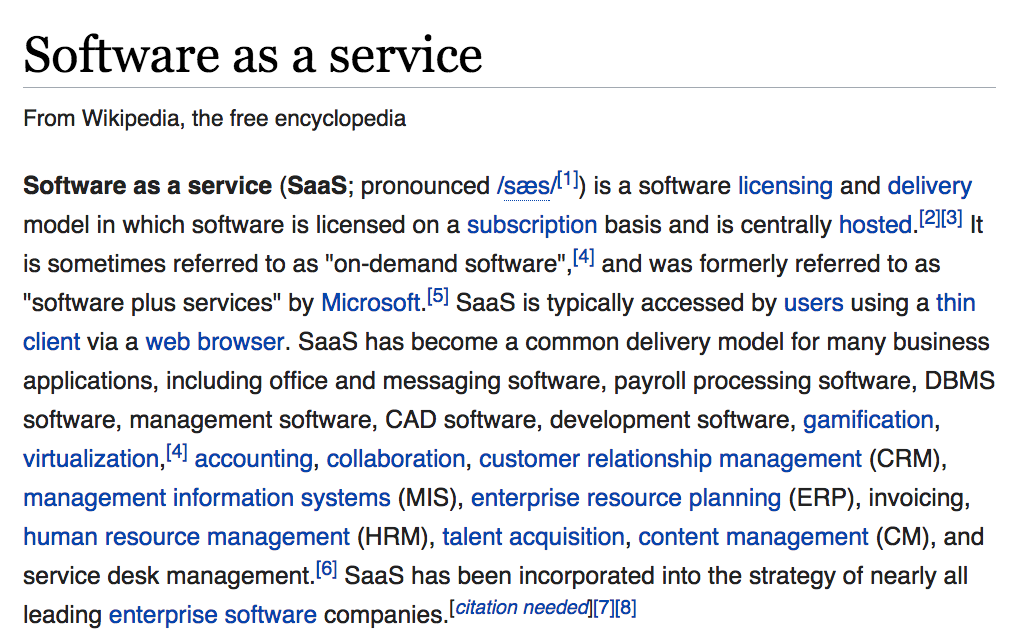 Software as a service
From Wikipedia, the free encyclopedia
Software as a service (SaaS; pronounced /sæs/[1]) is a software licensing and delivery
model in which software is licensed on a subscription basis and is centrally hosted.[2][3] It
is sometimes referred to as "on-demand software",[4] and was formerly referred to as
"software plus services" by Microsoft.[5] SaaS is typically accessed by users using a thin
client via a web browser. SaaS has become a common delivery model for many business
applications, including office and messaging software, payroll processing software, DBMS
software, management software, CAD software, development software, gamification,
virtualization,[4] accounting, collaboration, customer relationship management (CRM),
management information systems (MIS), enterprise resource planning (ERP), invoicing,
human resource management (HRM), talent acquisition, content management (CM), and
service desk management.[6] SaaS has been incorporated into the strategy of nearly all
leading enterprise software companies.[citation needed][7][8]